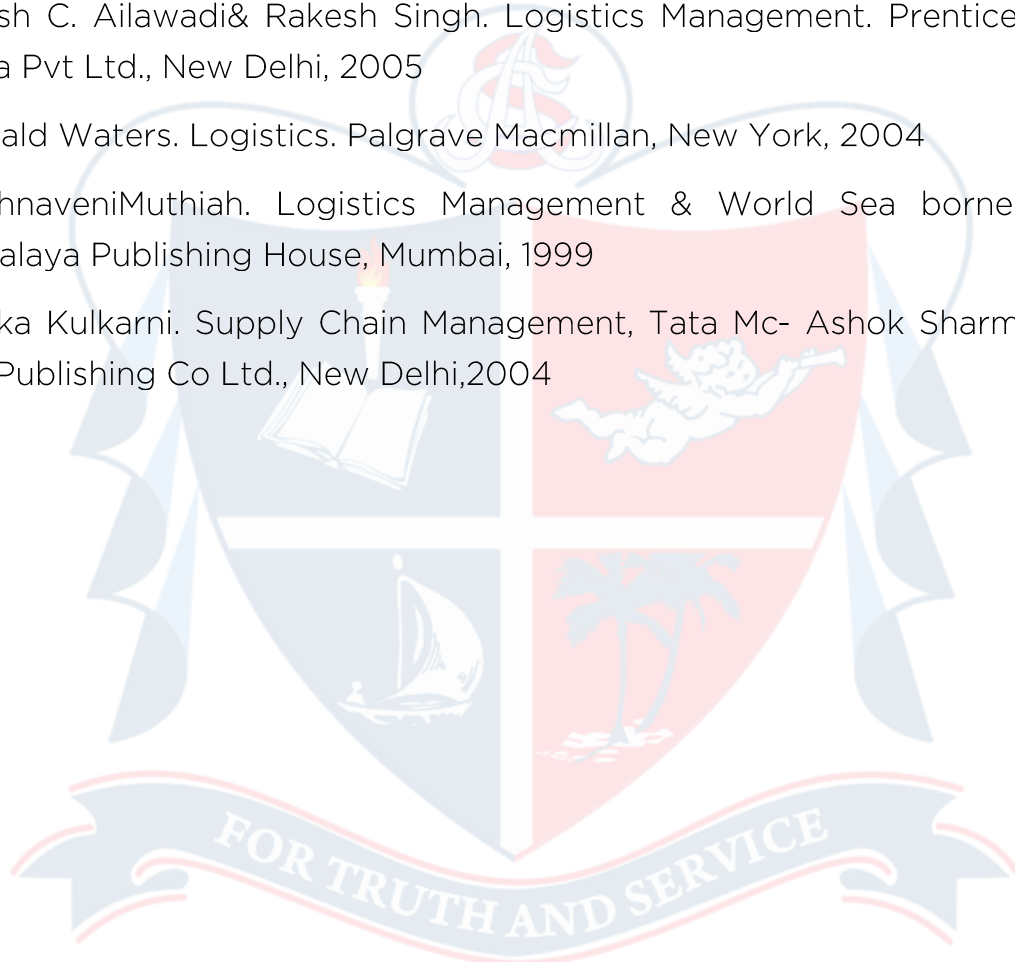 sh C. Ailawadi& Rakesh Singh. Logistics Management. Prentice
a Pvt Ltd., New Delhi, 2005
ald Waters. Logistics. Palgrave Macmillan, New York, 2004
hnaveniMuthiah. Logistics Management & World Sea borne
alaya Publishing House, Mumbai, 1999
ka Kulkarni. Supply Chain Management, Tata Mc- Ashok Sharm
Publishing Co Ltd., New Delhi,2004
FOR TRUTH AND SERVICE